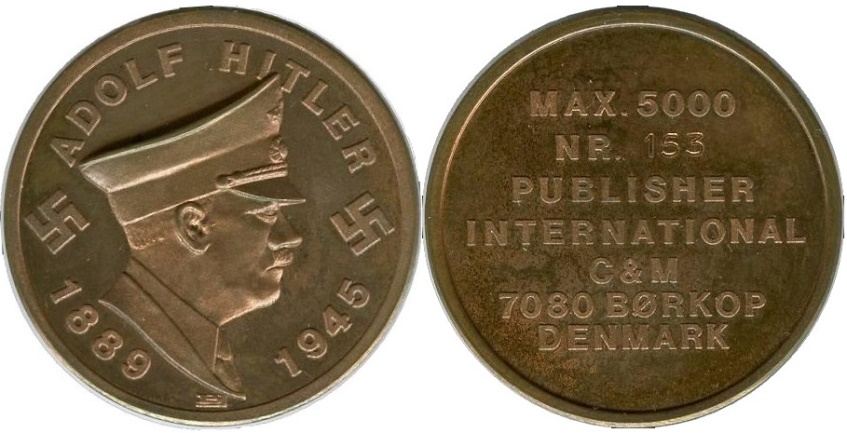 ADOLF HITLER
1889 1945
MAX. 5000
NR. 153
PUBLISHER
INTERNATIONAL
C&M
7080 BØRKOP
DENMARK